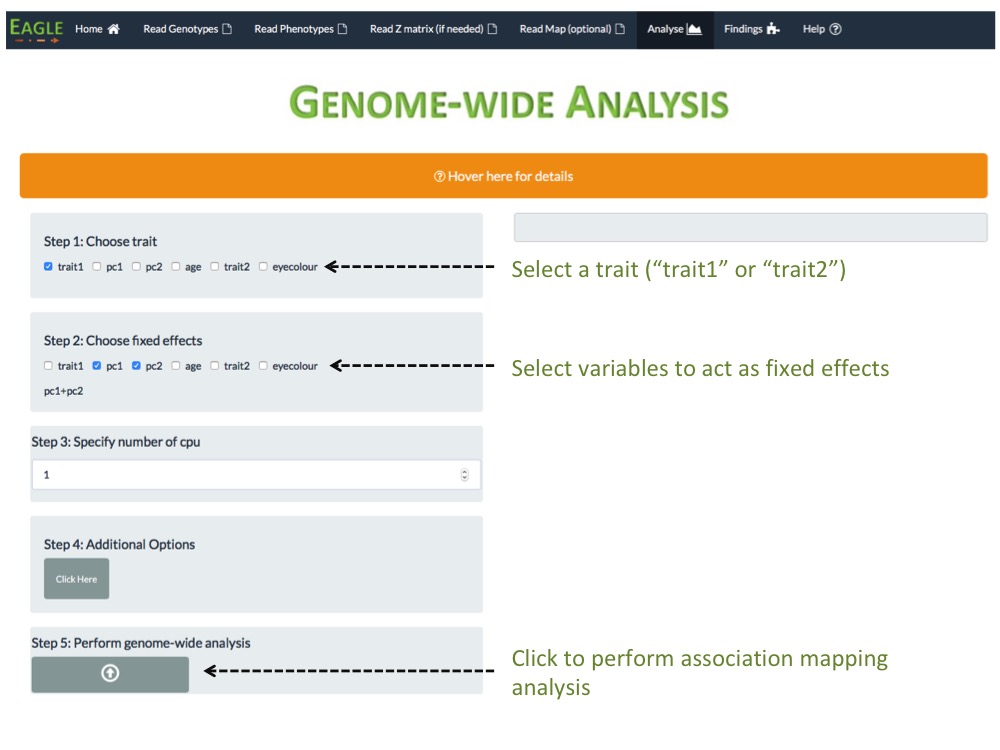 EAGLE Home Read Genotypes Read Phenotypes Read Z matrix (if needed) Read Map (optional) Analyse Findings Help
GENOME-WIDE ANALYSIS
Hover here for details
Step 1: Choose trait
trait1 pc1 pc2 age trait2 eyecolour
Select a trait (“trait1” or “trait2”)
Step 2: Choose fixed effects
trait1 pc1 pc2 age trait2 eyecolour
Select variables to act as fixed effects
pc1+pc2
Step 3: Specify number of cpu
1
Step 4: Additional Options
Click Here
Step 5: Perform genome-wide analysis
Click to perform association mapping
analysis